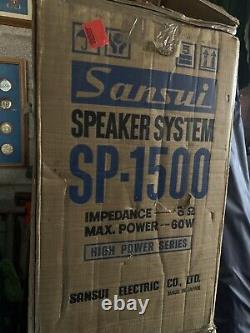 Sansui
SPEAKER SYSTEM
SP-1500
IMPEDANCE — 8Ω
MAX. POWER — 60W
HIGH POWER SERIES
SANSUI ELECTRIC CO., LTD.
MADE IN JAPAN